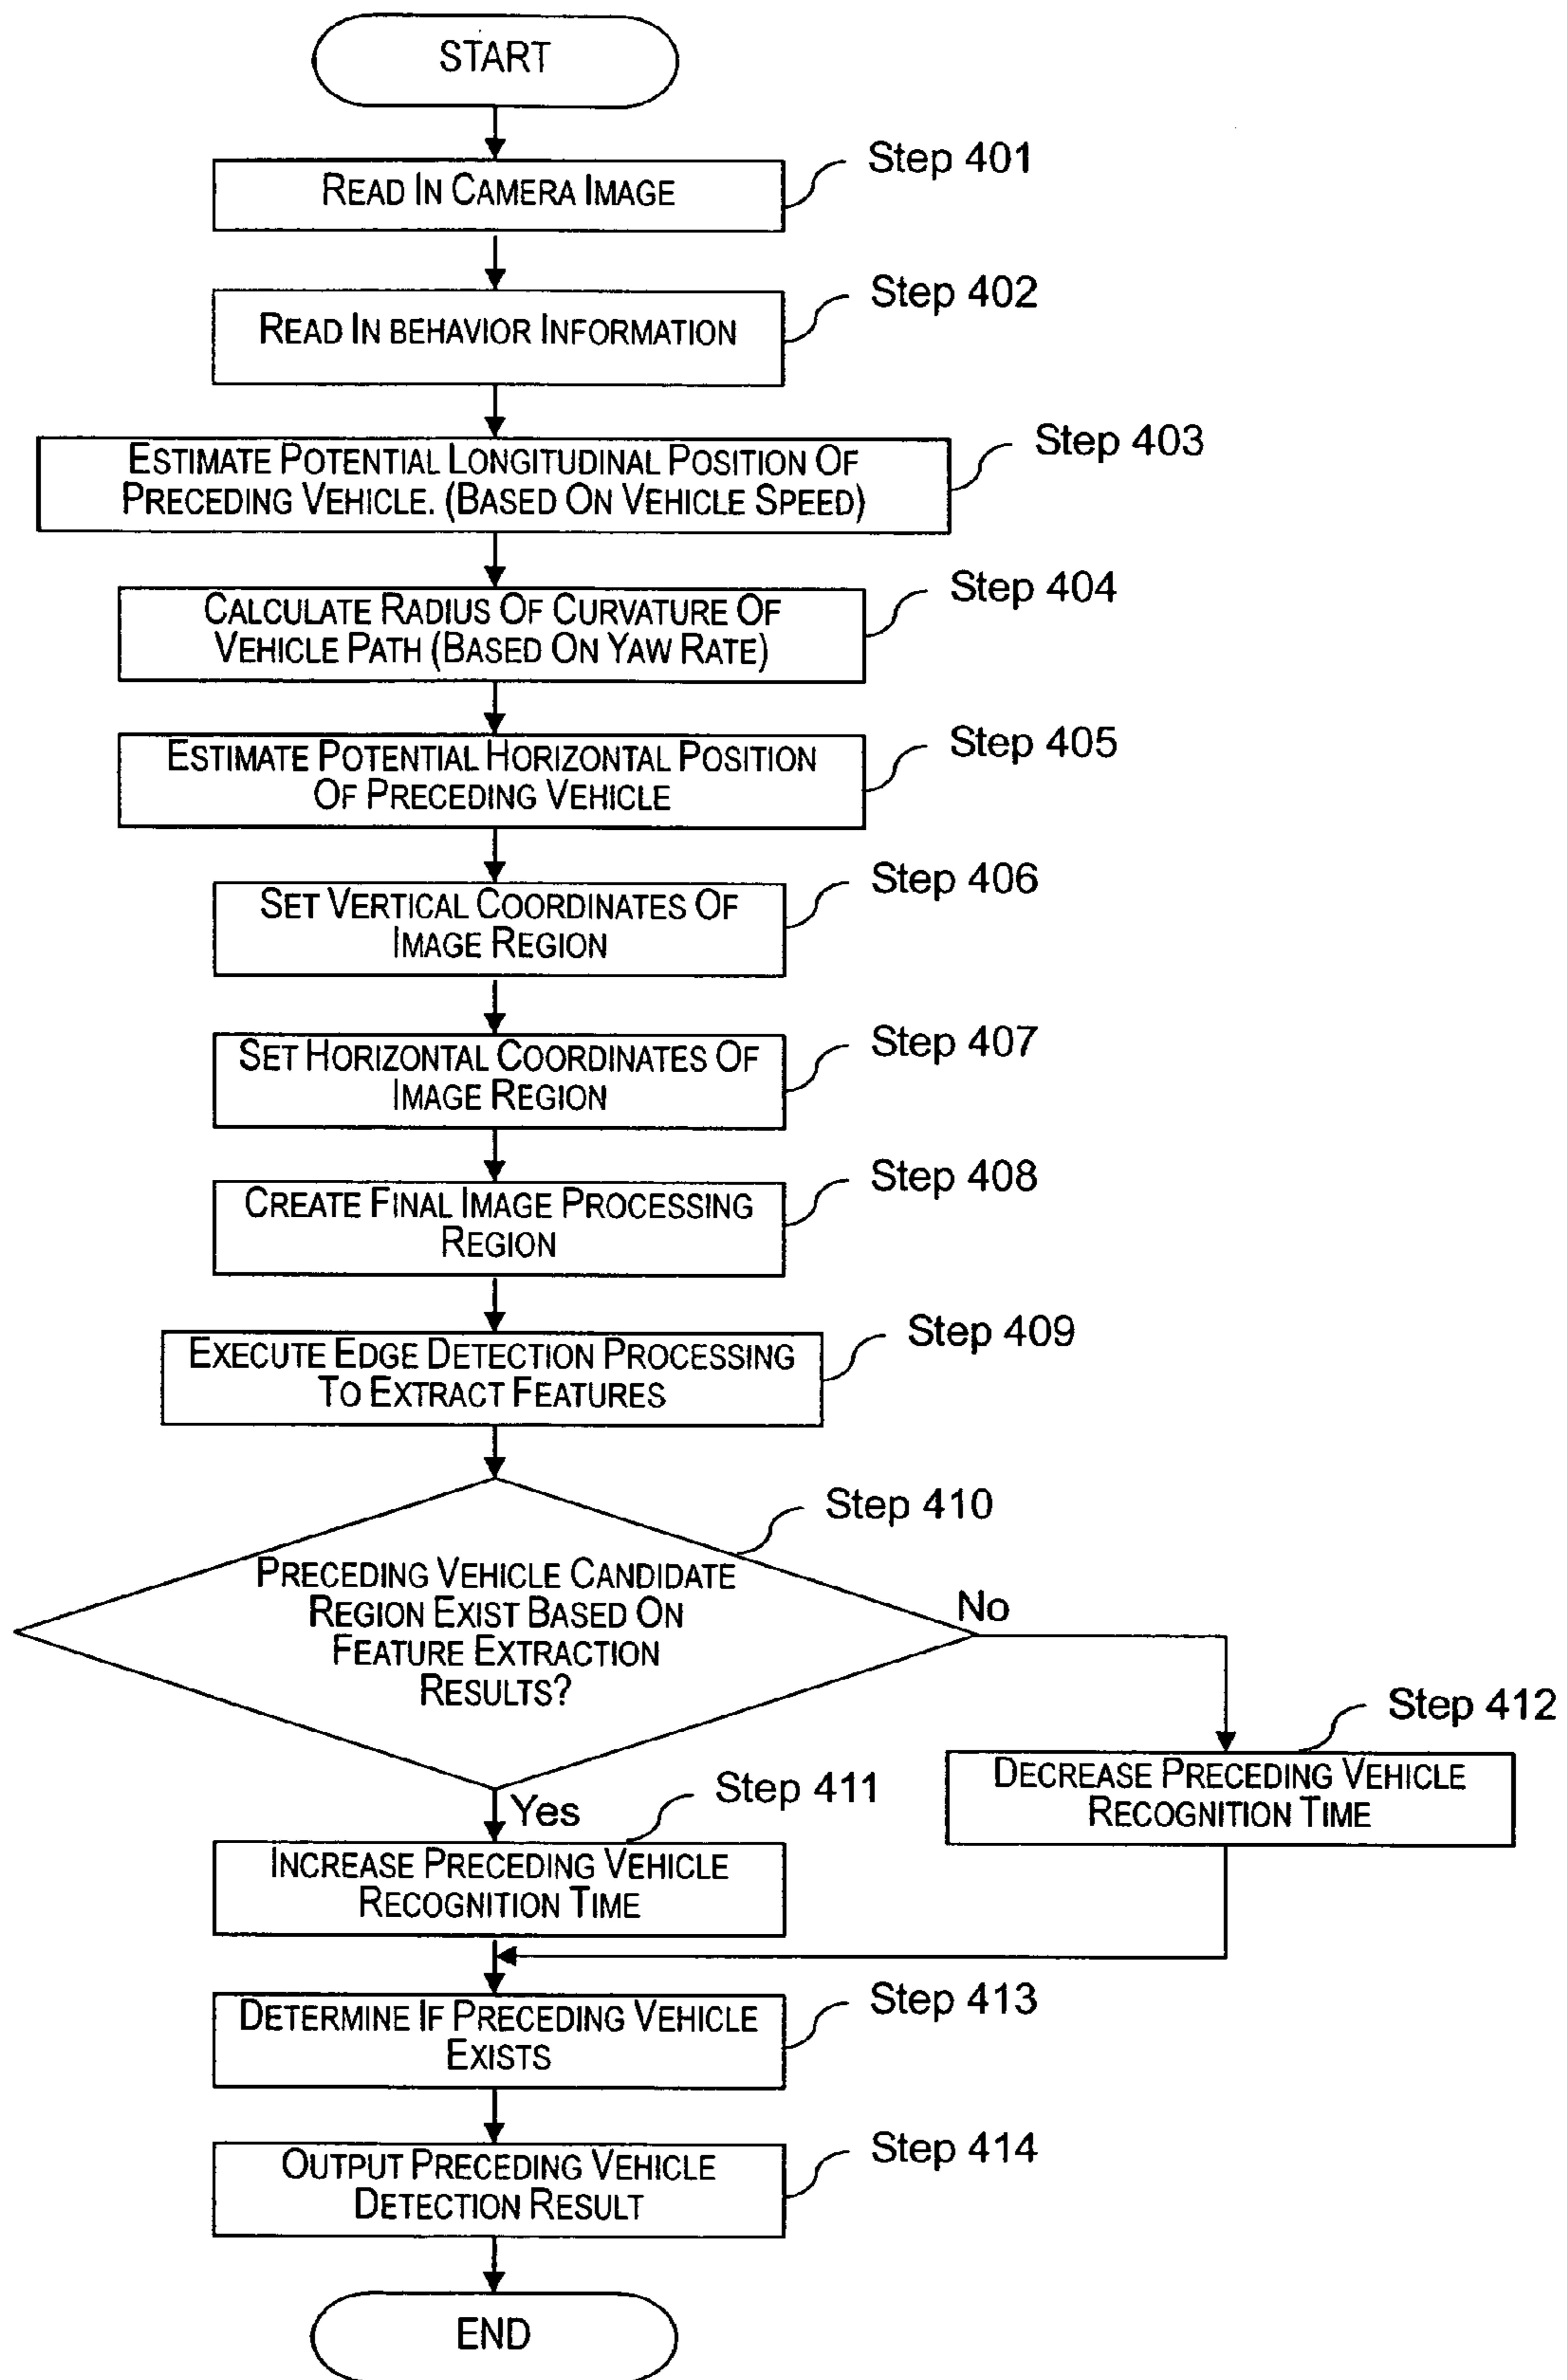 START
READ IN CAMERA IMAGE
Step 401
READ IN BEHAVIOR INFORMATION
Step 402
ESTIMATE POTENTIAL LONGITUDINAL POSITION OF
PRECEDING VEHICLE. (BASED ON VEHICLE SPEED)
Step 403
CALCULATE RADIUS OF CURVATURE OF
VEHICLE PATH (BASED ON YAW RATE)
Step 404
ESTIMATE POTENTIAL HORIZONTAL POSITION
OF PRECEDING VEHICLE
Step 405
SET VERTICAL COORDINATES OF
IMAGE REGION
Step 406
SET HORIZONTAL COORDINATES OF
IMAGE REGION
Step 407
CREATE FINAL IMAGE PROCESSING
REGION
Step 408
EXECUTE EDGE DETECTION PROCESSING
TO EXTRACT FEATURES
Step 409
PRECEDING VEHICLE CANDIDATE
REGION EXIST BASED ON
FEATURE EXTRACTION
RESULTS?
Step 410
No
Yes
INCREASE PRECEDING VEHICLE
RECOGNITION TIME
Step 411
DECREASE PRECEDING VEHICLE
RECOGNITION TIME
Step 412
DETERMINE IF PRECEDING VEHICLE
EXISTS
Step 413
OUTPUT PRECEDING VEHICLE
DETECTION RESULT
Step 414
END